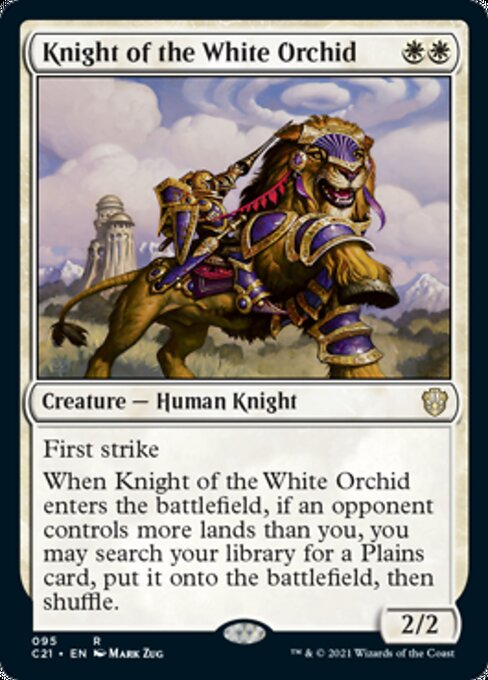 Knight of the White Orchid
Creature — Human Knight
First strike
When Knight of the White Orchid
enters the battlefield, if an opponent
controls more lands than you, you
may search your library for a Plains
card, put it onto the battlefield, then
shuffle.
2/2
095 R
C21 • EN Mark Zug
™ & © 2021 Wizards of the Coast